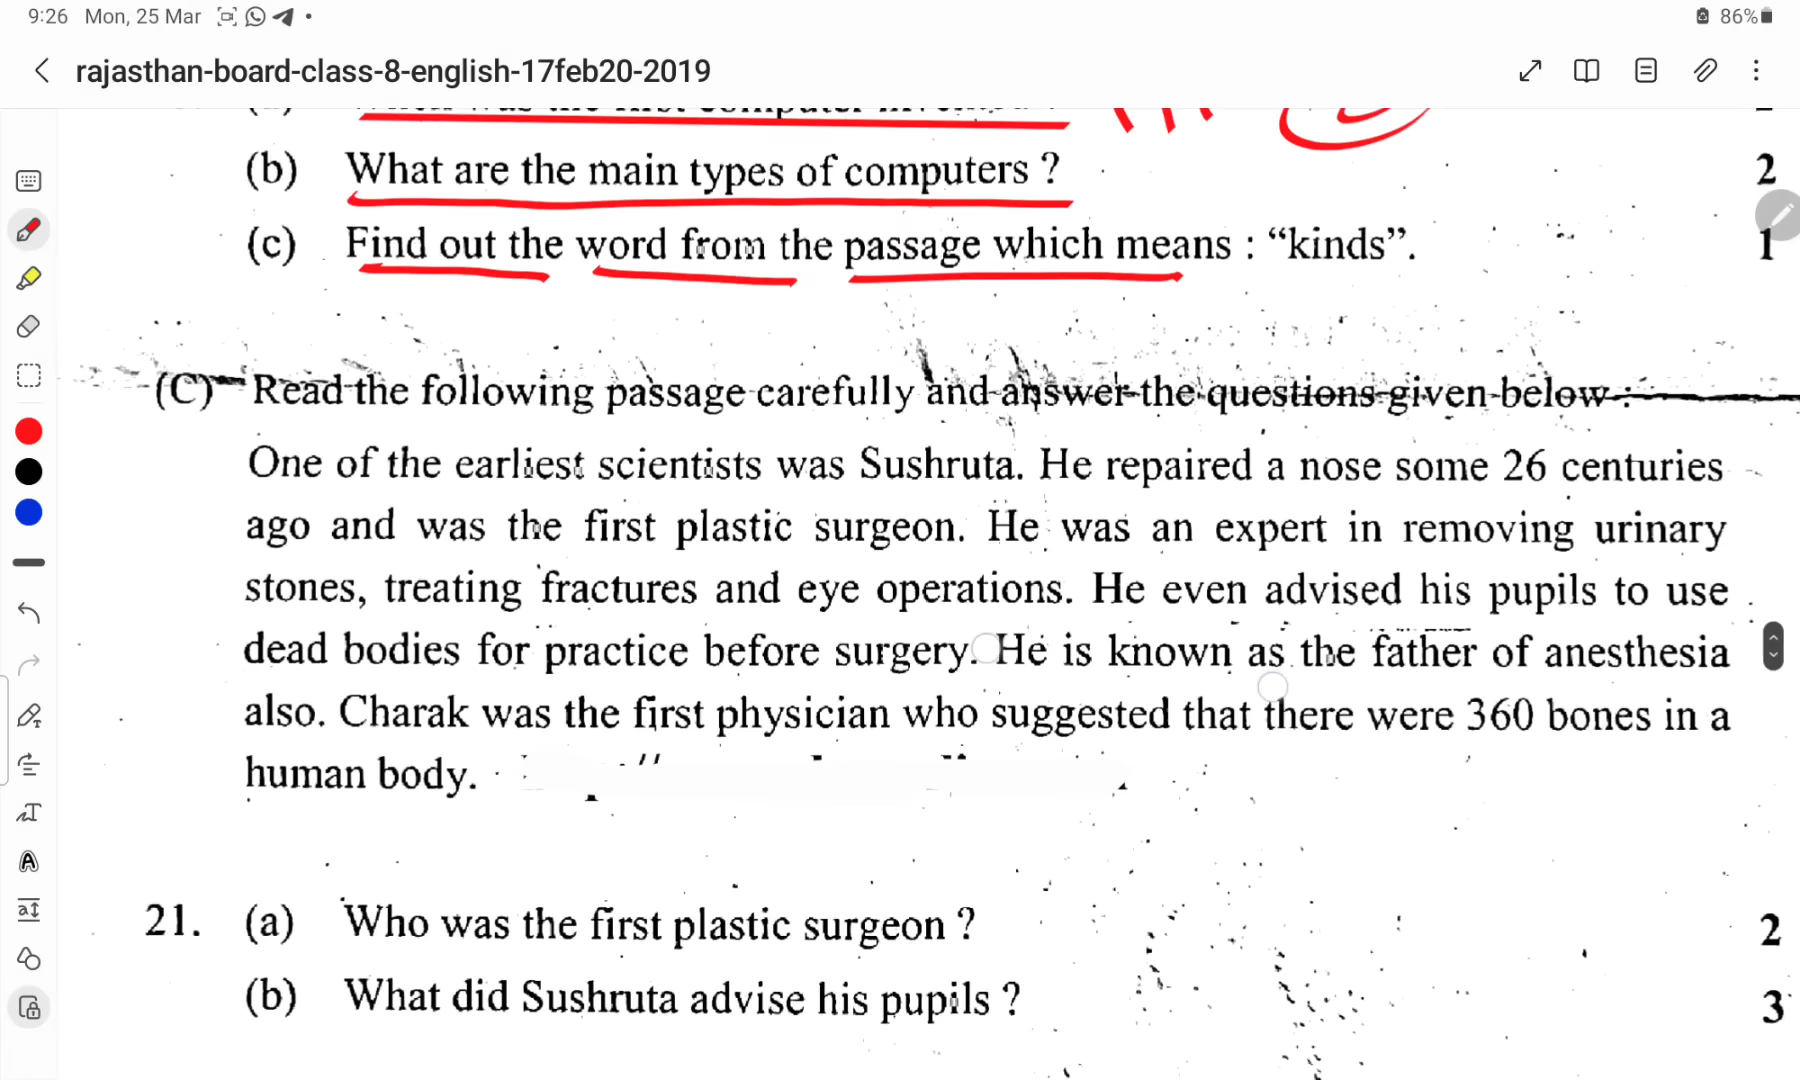 9:26 Mon, 25 Mar 86%
rajasthan-board-class-8-english-17feb20-2019
(b) What are the main types of computers ? 2
(c) Find out the word from the passage which means : “kinds”. 1
(C) Read the following passage carefully and answer the questions given below :
One of the earliest scientists was Sushruta. He repaired a nose some 26 centuries
ago and was the first plastic surgeon. He was an expert in removing urinary
stones, treating fractures and eye operations. He even advised his pupils to use
dead bodies for practice before surgery. He is known as the father of anesthesia
also. Charak was the first physician who suggested that there were 360 bones in a
human body.
21. (a) Who was the first plastic surgeon ? 2
(b) What did Sushruta advise his pupils ? 3